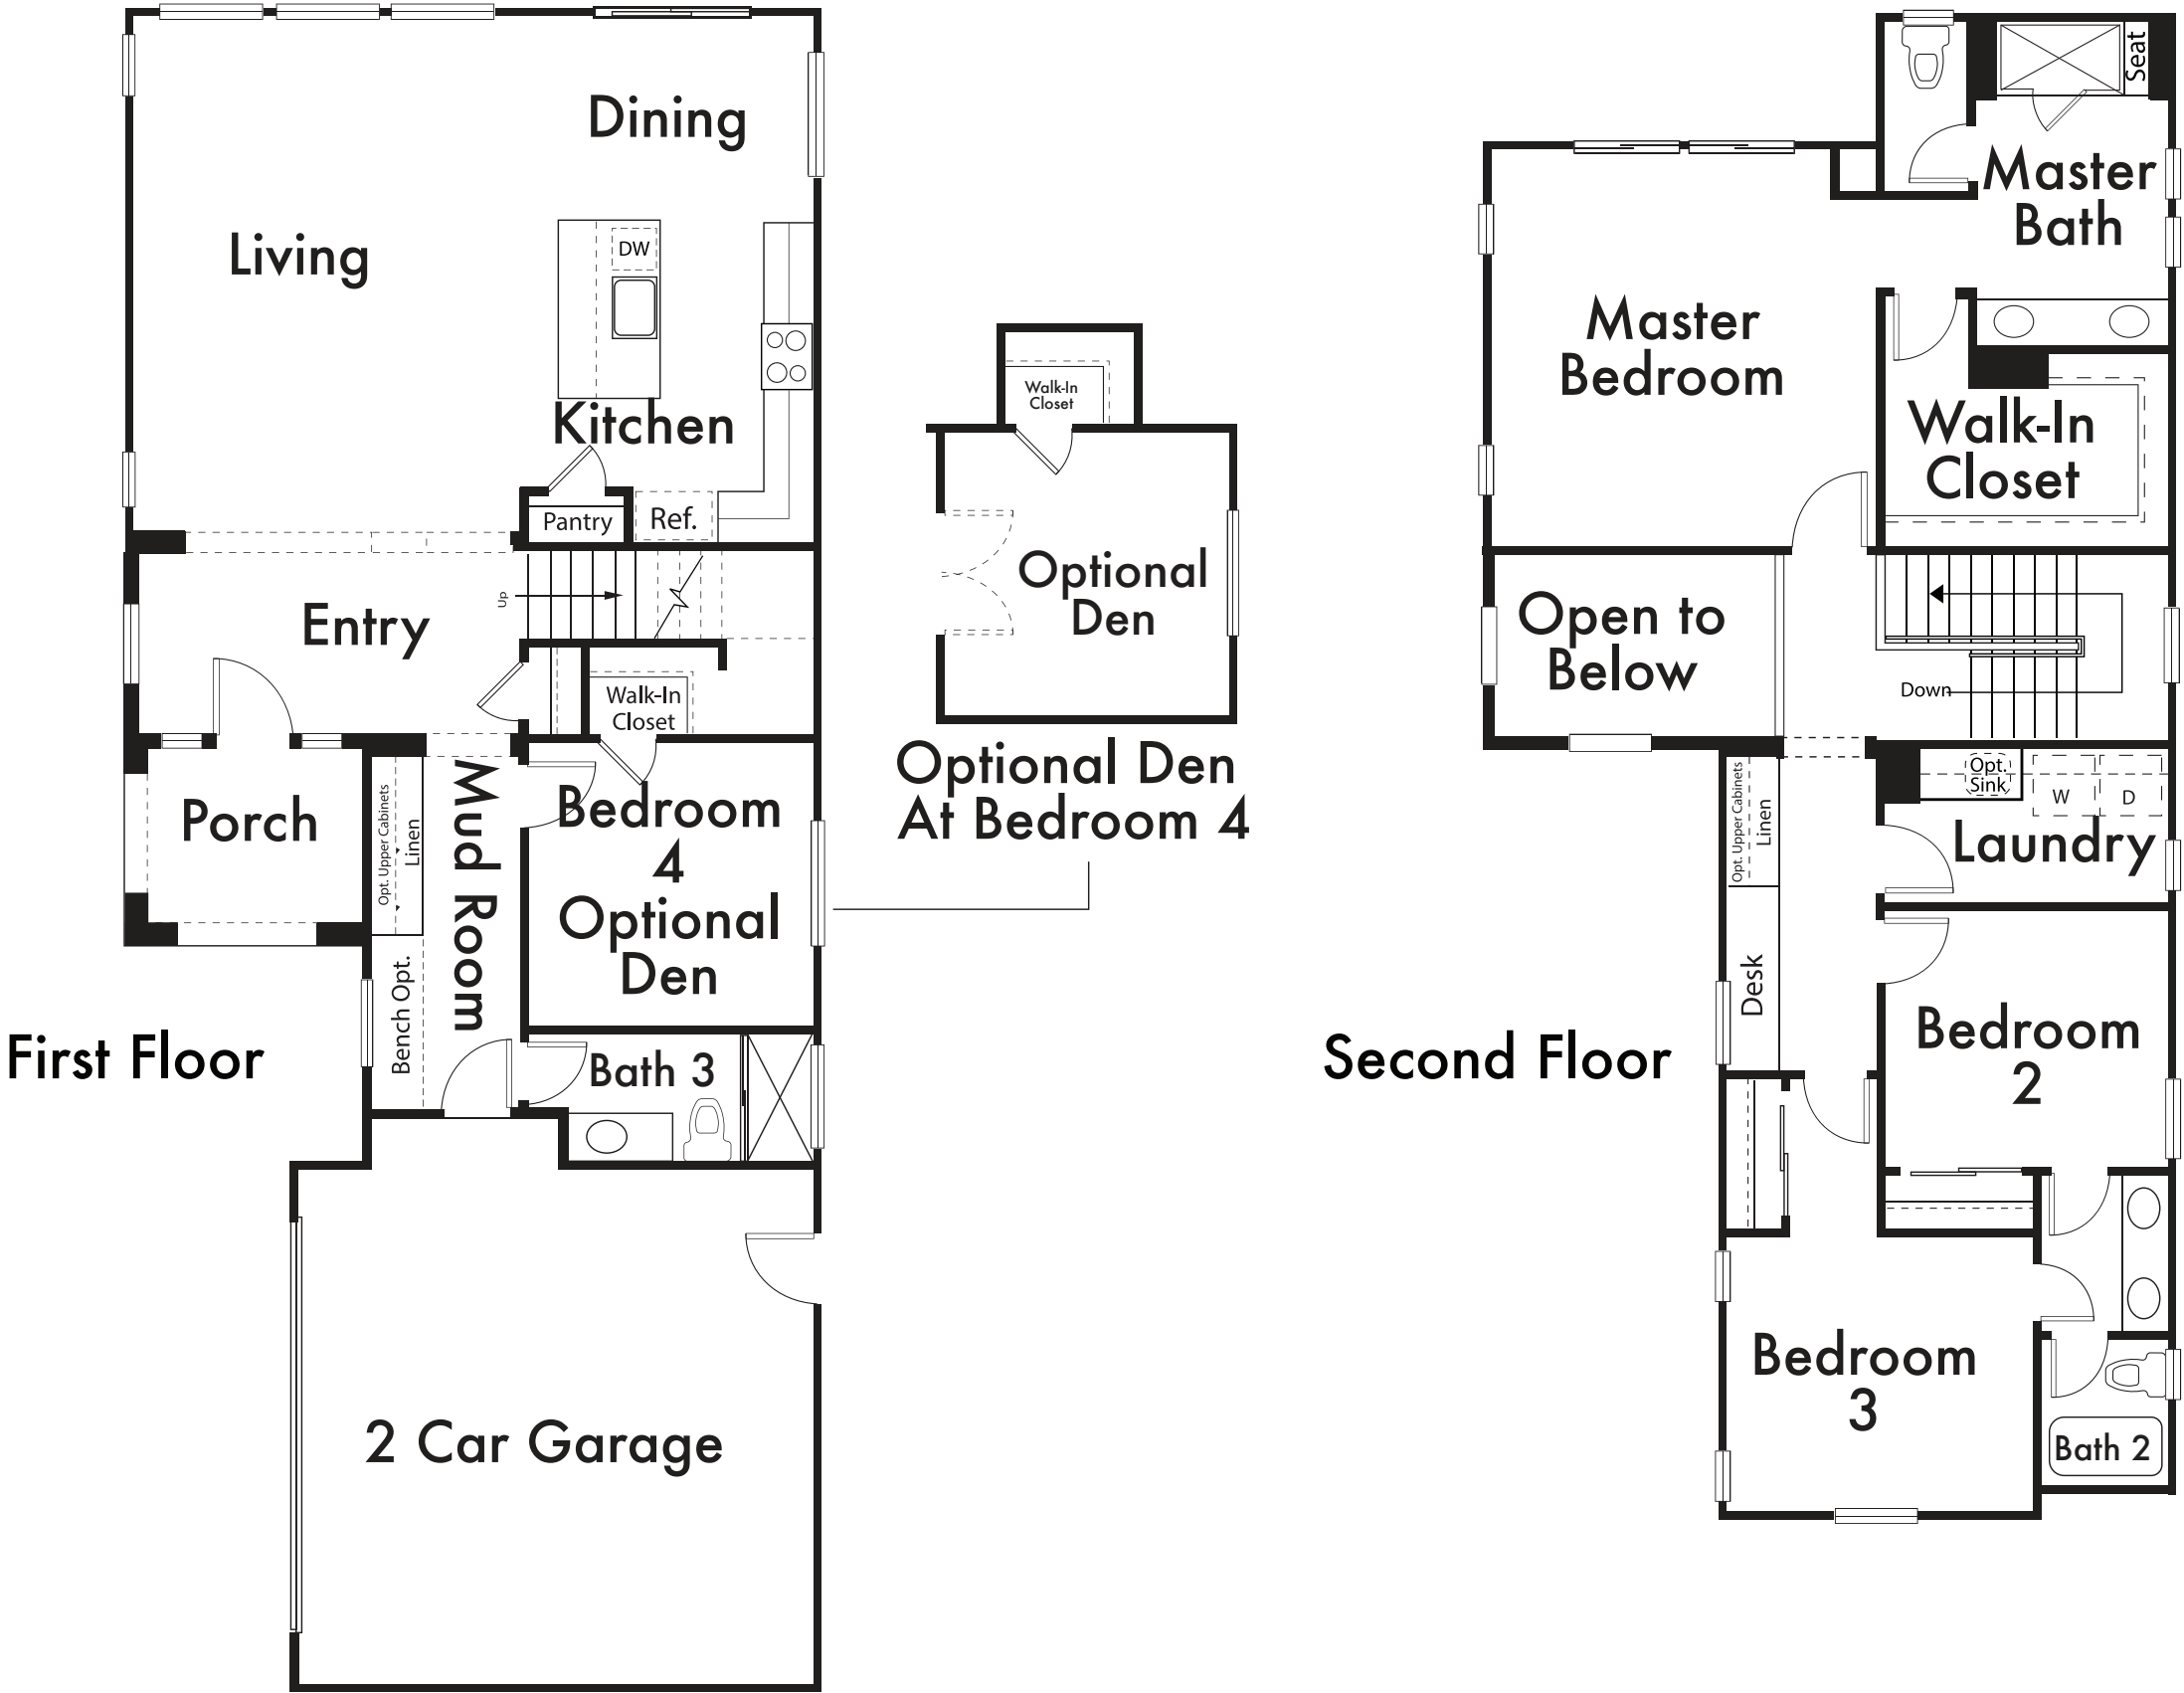 Dining
Living
DW
Kitchen
Pantry
Ref.
Up
Entry
Walk-In
Closet
Porch
Opt. Upper Cabinets
Linen
Mud Room
Bench Opt.
Bedroom
4
Optional
Den
Bath 3
First Floor
2 Car Garage
Walk-In
Closet
Optional
Den
Optional Den
At Bedroom 4
Seat
Master
Bath
Master
Bedroom
Walk-In
Closet
Open to
Below
Down
Opt.
Sink
W
D
Laundry
Opt. Upper Cabinets
Linen
Desk
Bedroom
2
Second Floor
Bedroom
3
Bath 2